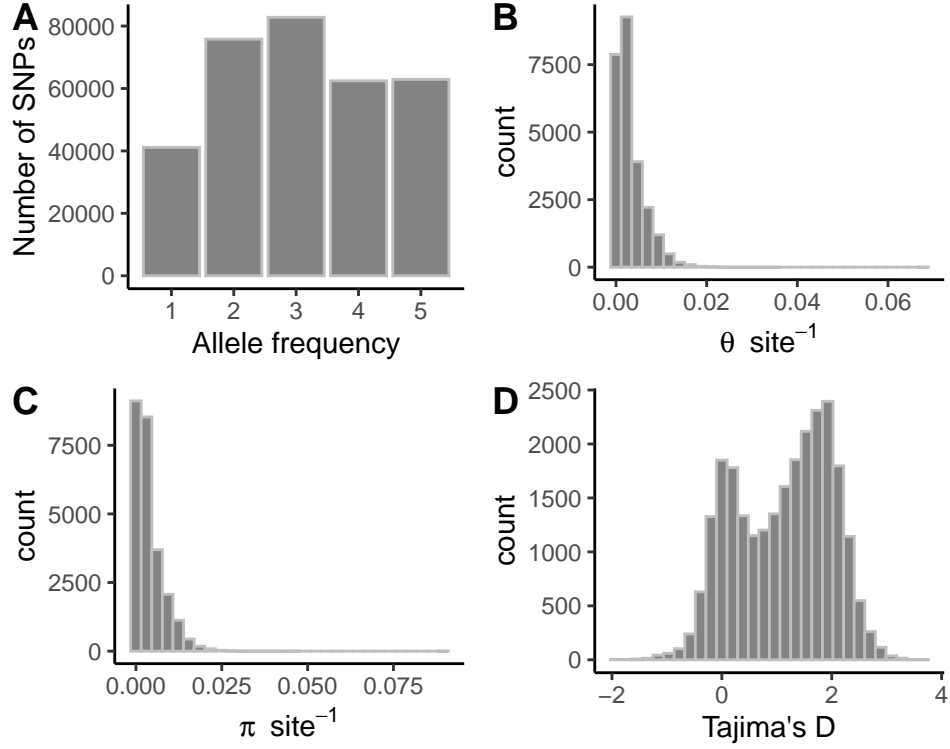 A
Number of SNPs
80000
60000
40000
20000
0
1 2 3 4 5
Allele frequency
B
count
7500
5000
2500
0
0.00 0.02 0.04 0.06
θ site⁻¹
C
count
7500
5000
2500
0
0.000 0.025 0.050 0.075
π site⁻¹
D
count
2500
2000
1500
1000
500
0
−2 0 2 4
Tajima's D